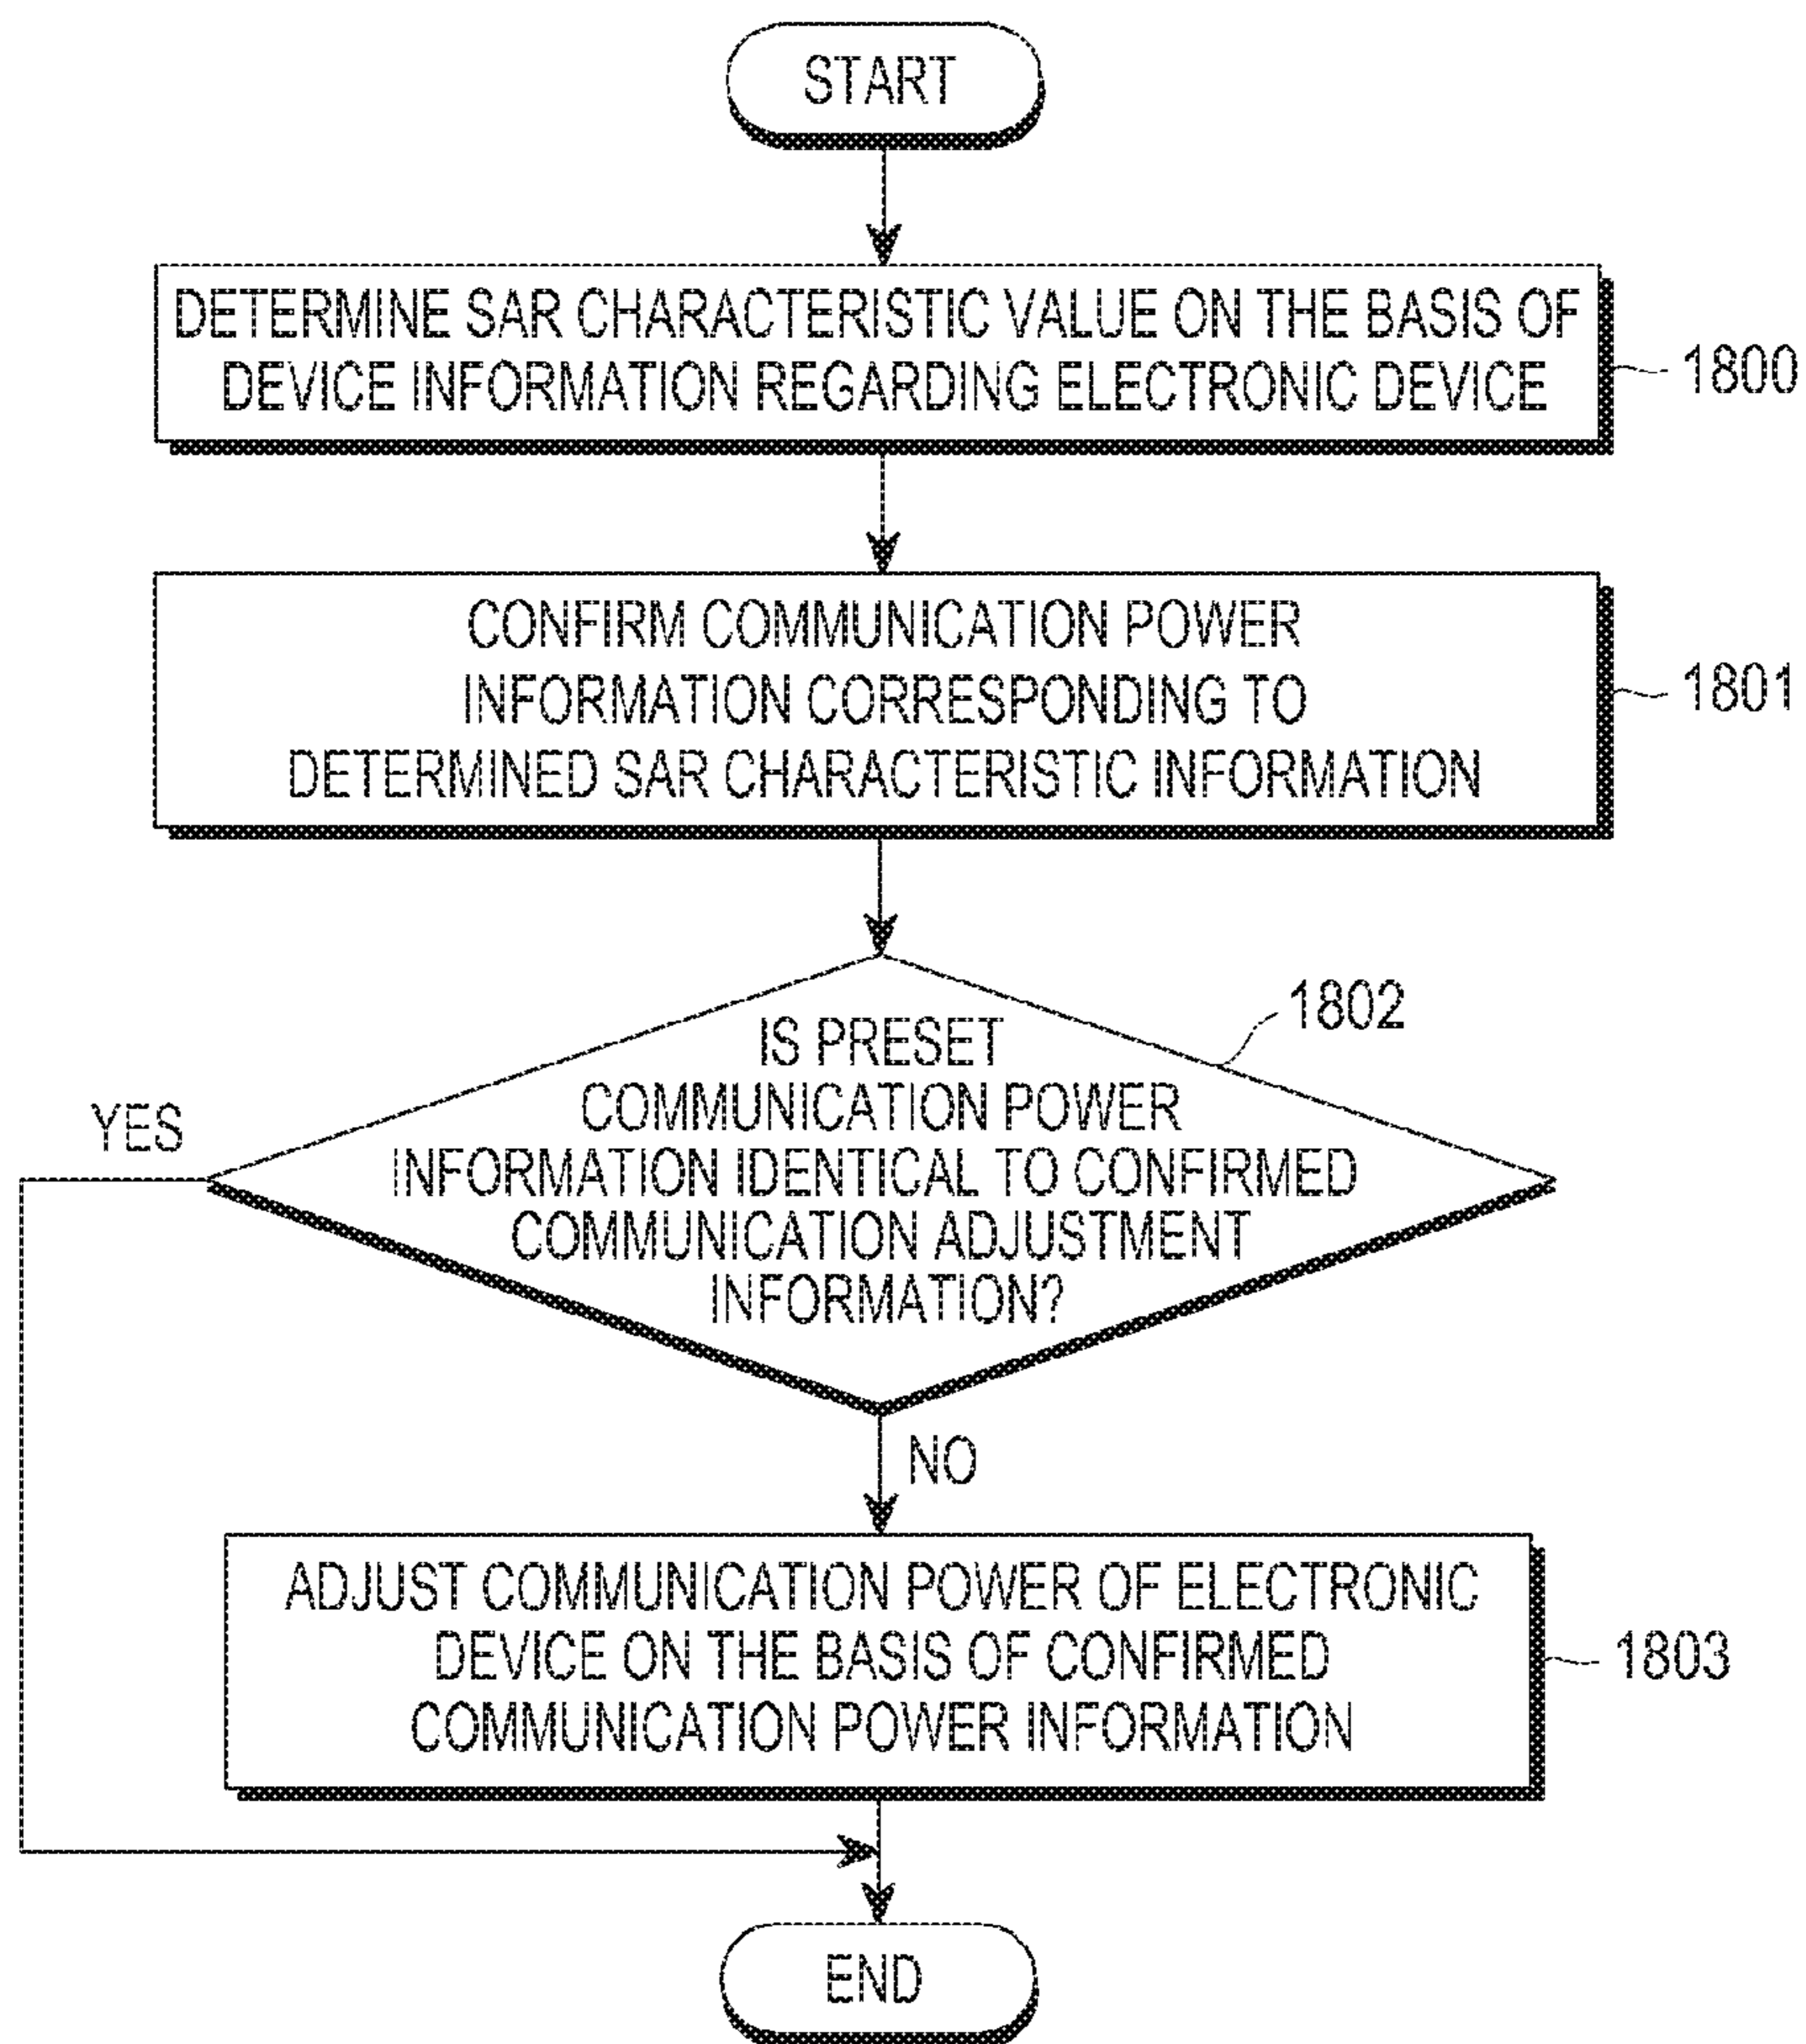 START
DETERMINE SAR CHARACTERISTIC VALUE ON THE BASIS OF
DEVICE INFORMATION REGARDING ELECTRONIC DEVICE
1800
CONFIRM COMMUNICATION POWER
INFORMATION CORRESPONDING TO
DETERMINED SAR CHARACTERISTIC INFORMATION
1801
1802
IS PRESET
COMMUNICATION POWER
INFORMATION IDENTICAL TO CONFIRMED
COMMUNICATION ADJUSTMENT
INFORMATION?
YES
NO
ADJUST COMMUNICATION POWER OF ELECTRONIC
DEVICE ON THE BASIS OF CONFIRMED
COMMUNICATION POWER INFORMATION
1803
END